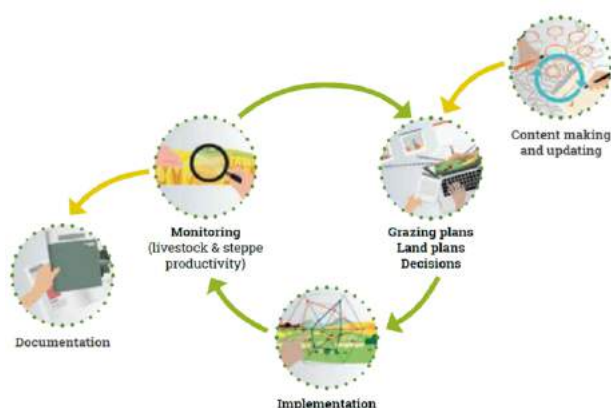 Content making
and updating
Monitoring
(livestock & steppe
productivity)
Grazing plans
Land plans
Decisions
Documentation
Implementation